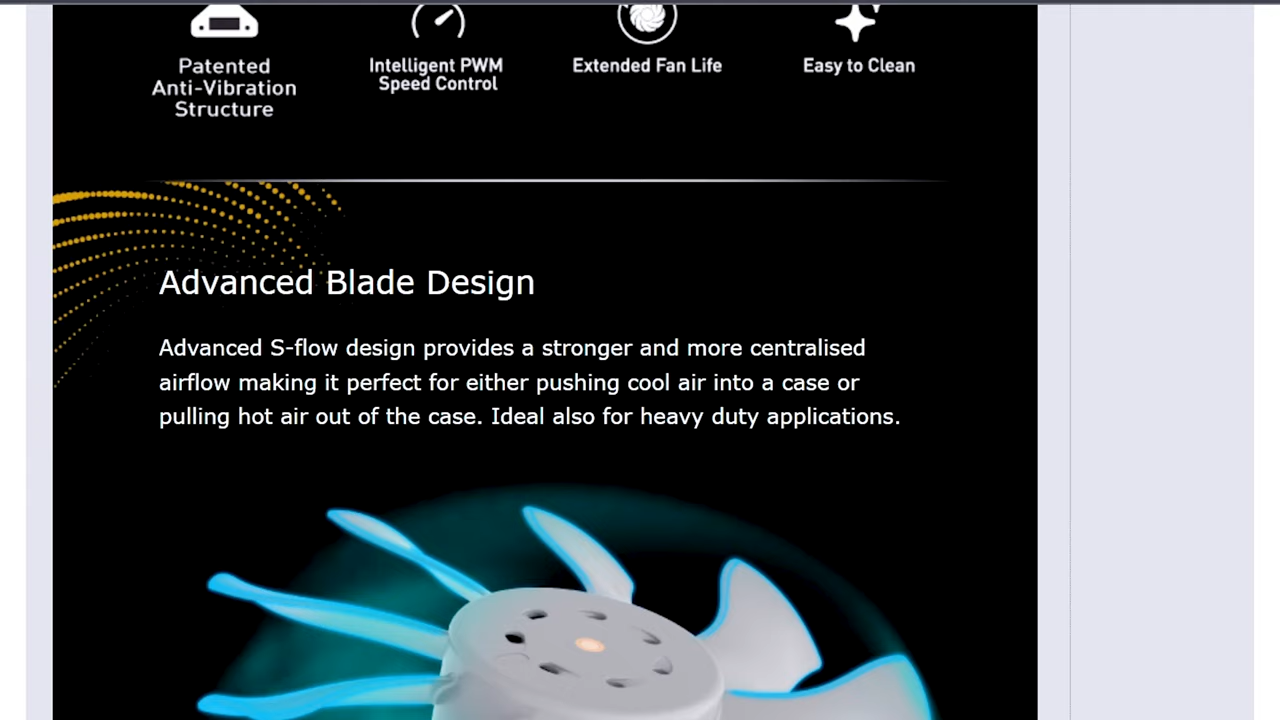 Patented
Anti-Vibration
Structure
Intelligent PWM
Speed Control
Extended Fan Life
Easy to Clean
Advanced Blade Design
Advanced S-flow design provides a stronger and more centralised
airflow making it perfect for either pushing cool air into a case or
pulling hot air out of the case. Ideal also for heavy duty applications.